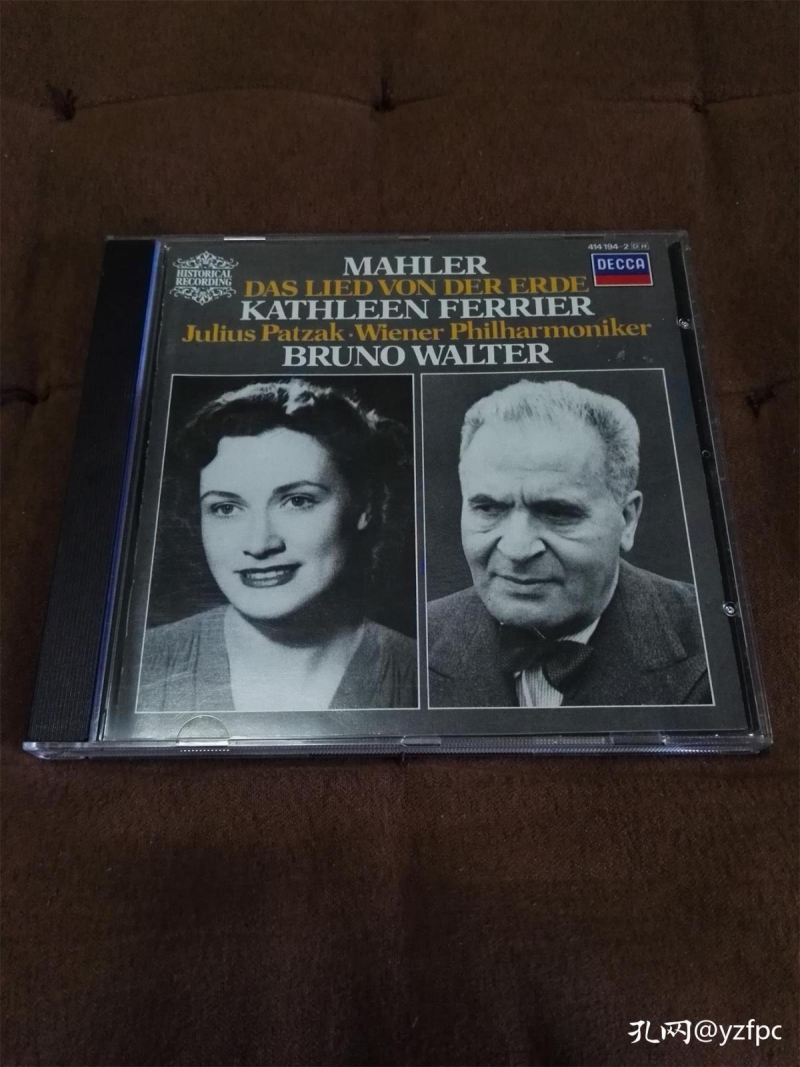 414 194-2 DH
HISTORICAL
RECORDING
DECCA
MAHLER
DAS LIED VON DER ERDE
KATHLEEN FERRIER
Julius Patzak · Wiener Philharmoniker
BRUNO WALTER
孔网@yzfpc